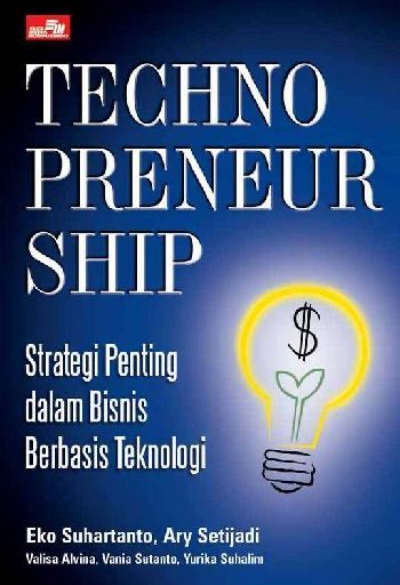 TECHNO
PRENEUR
SHIP
Strategi Penting
dalam Bisnis
Berbasis Teknologi
$
Eko Suhartanto, Ary Setijadi
Valisa Alvina, Vania Sutanto, Yurika Suhalim